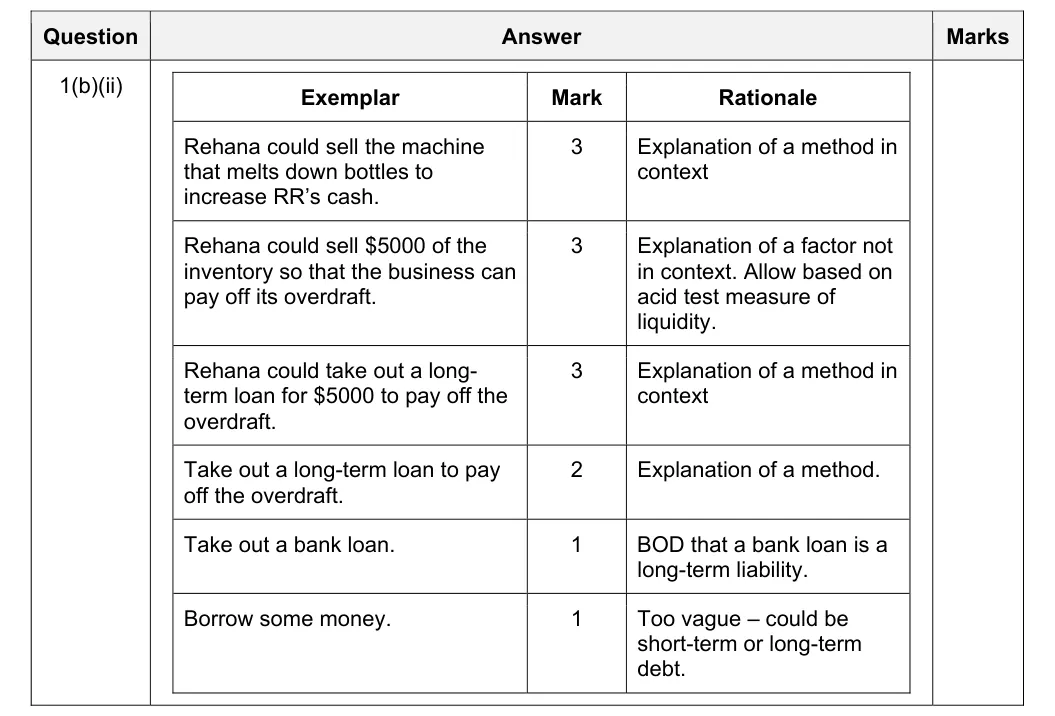 Question Answer Marks
1(b)(ii)
Exemplar Mark Rationale
Rehana could sell the machine 3 Explanation of a method in
that melts down bottles to context
increase RR’s cash.
Rehana could sell $5000 of the 3 Explanation of a factor not
inventory so that the business can in context. Allow based on
pay off its overdraft. acid test measure of
liquidity.
Rehana could take out a long- 3 Explanation of a method in
term loan for $5000 to pay off the context
overdraft.
Take out a long-term loan to pay 2 Explanation of a method.
off the overdraft.
Take out a bank loan. 1 BOD that a bank loan is a
long-term liability.
Borrow some money. 1 Too vague – could be
short-term or long-term
debt.